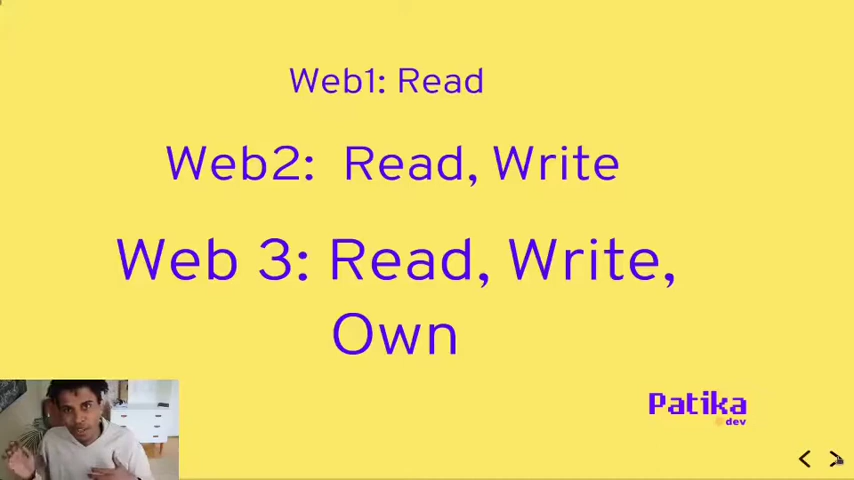 Web1: Read
Web2: Read, Write
Web 3: Read, Write,
Own
Patika
dev